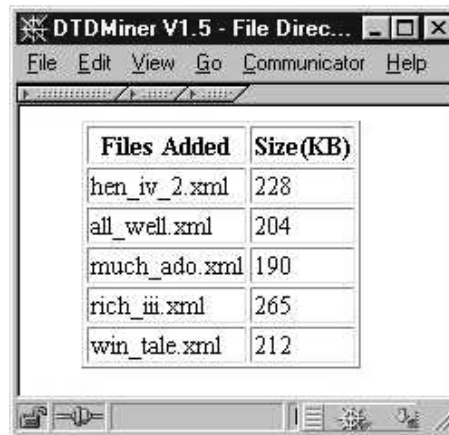 DTDMiner V1.5 - File Direc...
File Edit View Go Communicator Help
Files Added Size(KB)
hen_iv_2.xml 228
all_well.xml 204
much_ado.xml 190
rich_iii.xml 265
win_tale.xml 212